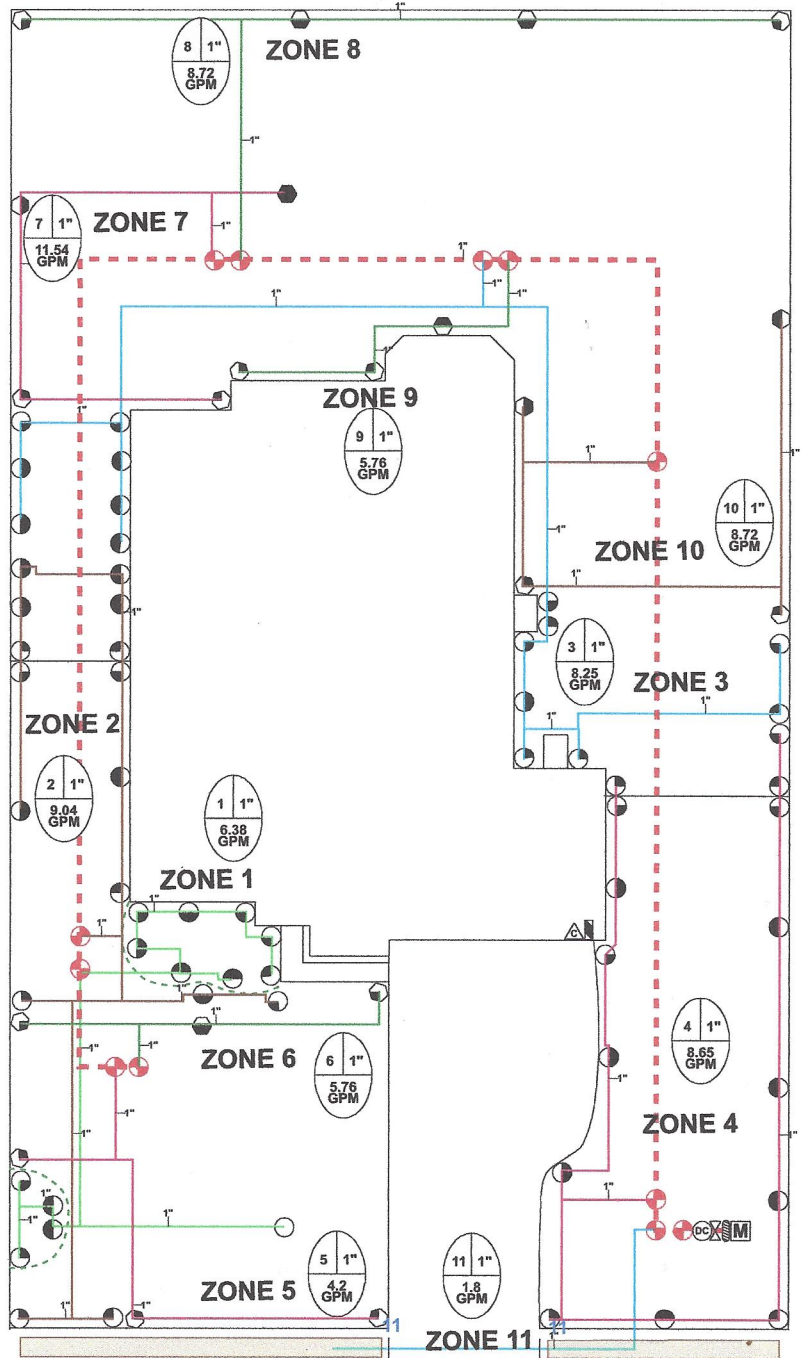 1"
8 1"
8.72
GPM
ZONE 8
1"
1"
7 1"
11.54
GPM
ZONE 7
1"
1"
1"
1"
1"
1"
ZONE 9
9 1"
5.76
GPM
1"
1"
1"
10 1"
8.72
GPM
1"
ZONE 10
1"
1"
3 1"
8.25
GPM
ZONE 3
1"
1"
ZONE 2
2 1"
9.04
GPM
1 1"
6.38
GPM
ZONE 1
1"
1"
C
1"
1"
ZONE 6
6 1"
5.76
GPM
4 1"
8.65
GPM
1"
ZONE 4
1"
1"
1"
1"
1"
1"
1"
DC M
ZONE 5
5 1"
4.2
GPM
11 1"
1.8
GPM
1"
1"
11
11
ZONE 11
1"